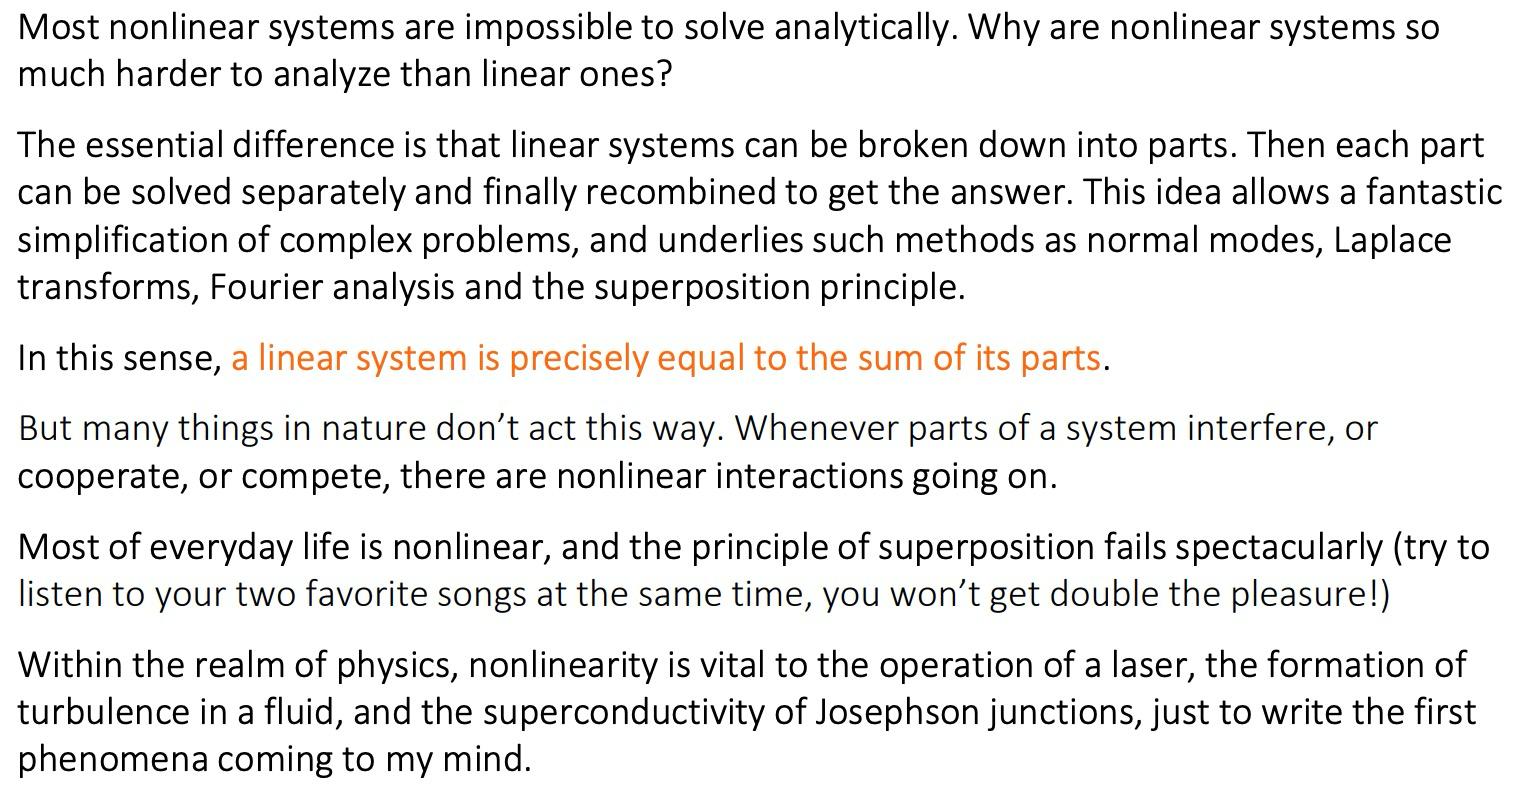 Most nonlinear systems are impossible to solve analytically. Why are nonlinear systems so
much harder to analyze than linear ones?
The essential difference is that linear systems can be broken down into parts. Then each part
can be solved separately and finally recombined to get the answer. This idea allows a fantastic
simplification of complex problems, and underlies such methods as normal modes, Laplace
transforms, Fourier analysis and the superposition principle.
In this sense, a linear system is precisely equal to the sum of its parts.
But many things in nature don’t act this way. Whenever parts of a system interfere, or
cooperate, or compete, there are nonlinear interactions going on.
Most of everyday life is nonlinear, and the principle of superposition fails spectacularly (try to
listen to your two favorite songs at the same time, you won’t get double the pleasure!)
Within the realm of physics, nonlinearity is vital to the operation of a laser, the formation of
turbulence in a fluid, and the superconductivity of Josephson junctions, just to write the first
phenomena coming to my mind.